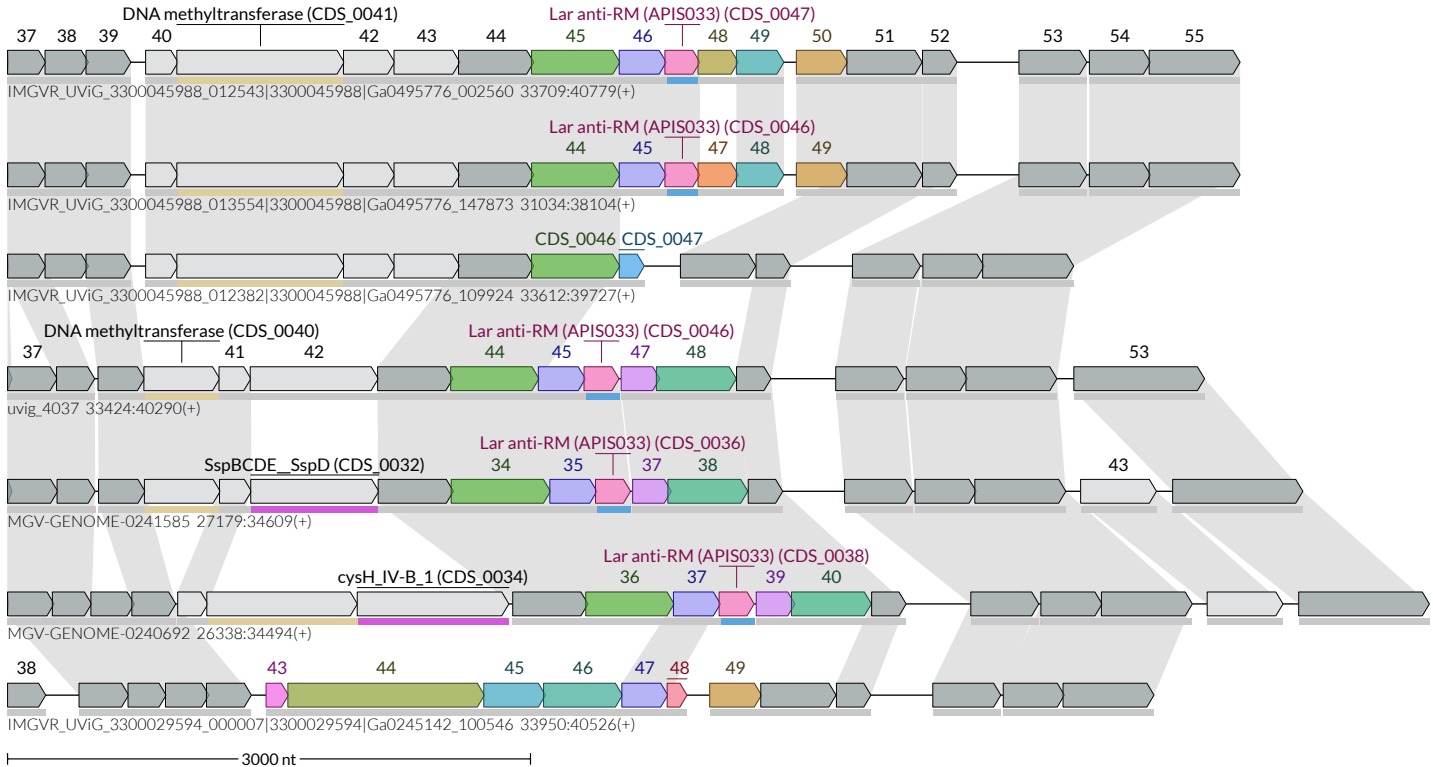 DNA methyltransferase (CDS_0041) Lar anti-RM (APIS033) (CDS_0047)
37 38 39 40 42 43 44 45 46 48 49 50 51 52 53 54 55
IMGVR_UViG_3300045988_012543|3300045988|Ga0495776_002560 33709:40779(+)
Lar anti-RM (APIS033) (CDS_0046)
44 45 47 48 49
IMGVR_UViG_3300045988_013554|3300045988|Ga0495776_147873 31034:38104(+)
CDS_0046 CDS_0047
IMGVR_UViG_3300045988_012382|3300045988|Ga0495776_109924 33612:39727(+)
DNA methyltransferase (CDS_0040) Lar anti-RM (APIS033) (CDS_0046)
37 41 42 44 45 47 48 53
uvig_4037 33424:40290(+)
Lar anti-RM (APIS033) (CDS_0036)
SspBCDE__SspD (CDS_0032) 34 35 37 38 43
MGV-GENOME-0241585 27179:34609(+)
Lar anti-RM (APIS033) (CDS_0038)
cysH_IV-B_1 (CDS_0034) 36 37 39 40
MGV-GENOME-0240692 26338:34494(+)
38 43 44 45 46 47 48 49
IMGVR_UViG_3300029594_000007|3300029594|Ga0245142_100546 33950:40526(+)
3000 nt